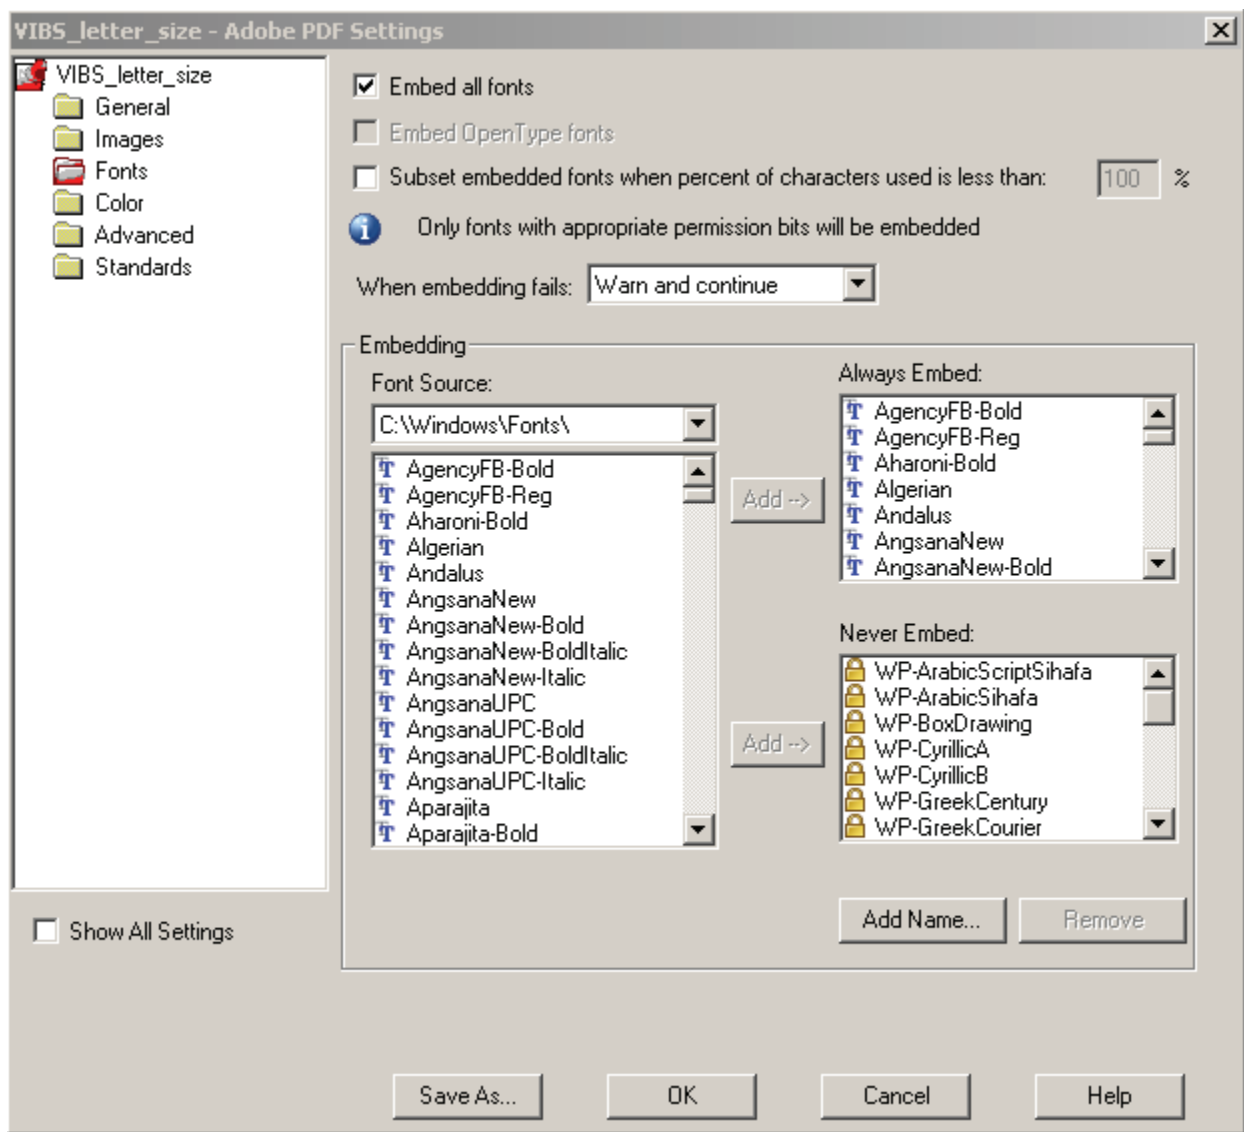 VIBS_letter_size - Adobe PDF Settings
VIBS_letter_size
General
Images
Fonts
Color
Advanced
Standards
Show All Settings
Embed all fonts
Embed OpenType fonts
Subset embedded fonts when percent of characters used is less than: 100 %
Only fonts with appropriate permission bits will be embedded
When embedding fails: Warn and continue
Embedding
Font Source:
C:\Windows\Fonts\
AgencyFB-Bold
AgencyFB-Reg
Aharoni-Bold
Algerian
Andalus
AngsanaNew
AngsanaNew-Bold
AngsanaNew-BoldItalic
AngsanaNew-Italic
AngsanaUPC
AngsanaUPC-Bold
AngsanaUPC-BoldItalic
AngsanaUPC-Italic
Aparajita
Aparajita-Bold
Add -->
Add -->
Always Embed:
AgencyFB-Bold
AgencyFB-Reg
Aharoni-Bold
Algerian
Andalus
AngsanaNew
AngsanaNew-Bold
Never Embed:
WP-ArabicScriptSihafa
WP-ArabicSihafa
WP-BoxDrawing
WP-CyrillicA
WP-CyrillicB
WP-GreekCentury
WP-GreekCourier
Add Name... Remove
Save As... OK Cancel Help